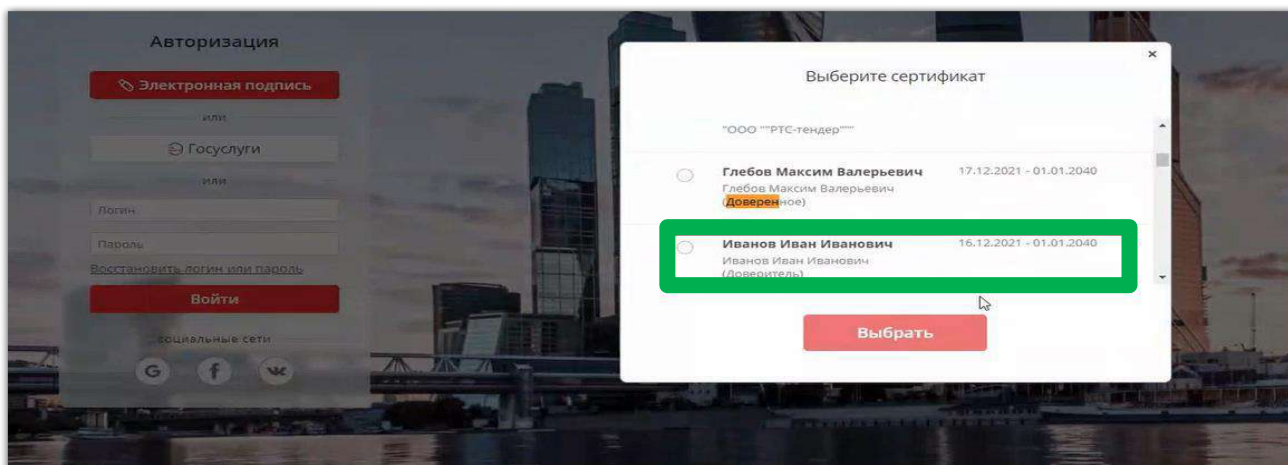 Авторизация
Электронная подпись
или
Госуслуги
или
Логин
Пароль
Восстановить логин или пароль
Войти
социальные сети
G f
Выберите сертификат
×
"ООО ""РТС-тендер"""
Глебов Максим Валерьевич 17.12.2021 - 01.01.2040
Глебов Максим Валерьевич
(Доверенное)
Иванов Иван Иванович 16.12.2021 - 01.01.2040
Иванов Иван Иванович
(Доверитель)
Выбрать